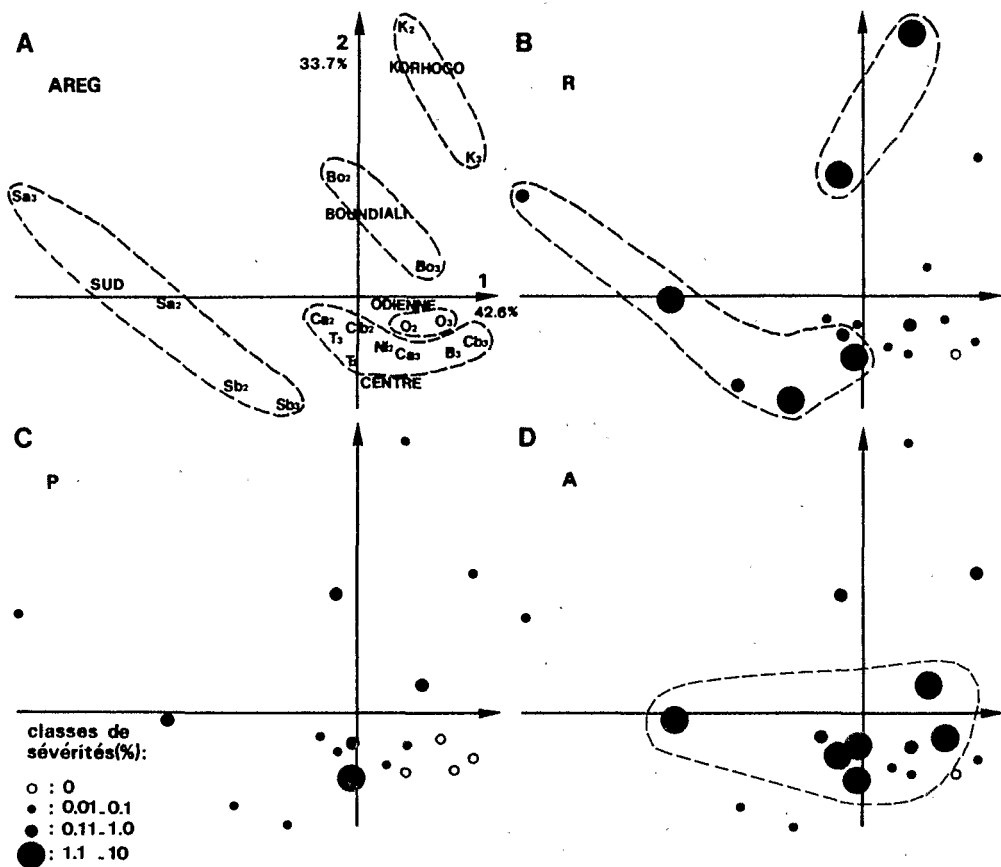 A
2
33.7%
AREG
K2
KORHOGO
K3
Bo2
BOUNDIALI
Bo3
Sa3
SUD
Sa2
Sb2
Sb3
1
42.6%
ODIENNE
O2
O3
Ca2
Cb2
T3
Ni2
Ca3
B3
Cb3
CENTRE
B
R
C
P
classes de
sévérités(%):
o : 0
• : 0.01-0.1
● : 0.11-1.0
● : 1.1-10
D
A